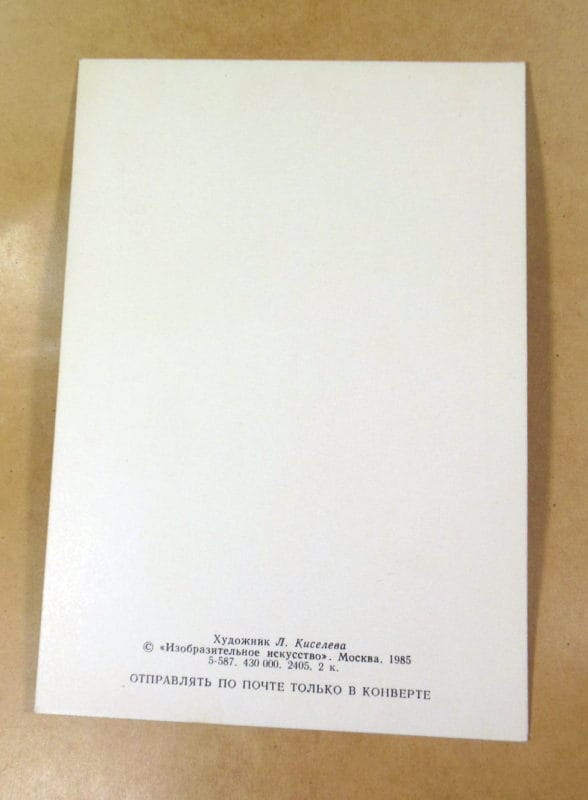 Художник Л. Киселева
© «Изобразительное искусство». Москва. 1985
5-587. 430 000. 2405. 2 к.
ОТПРАВЛЯТЬ ПО ПОЧТЕ ТОЛЬКО В КОНВЕРТЕ